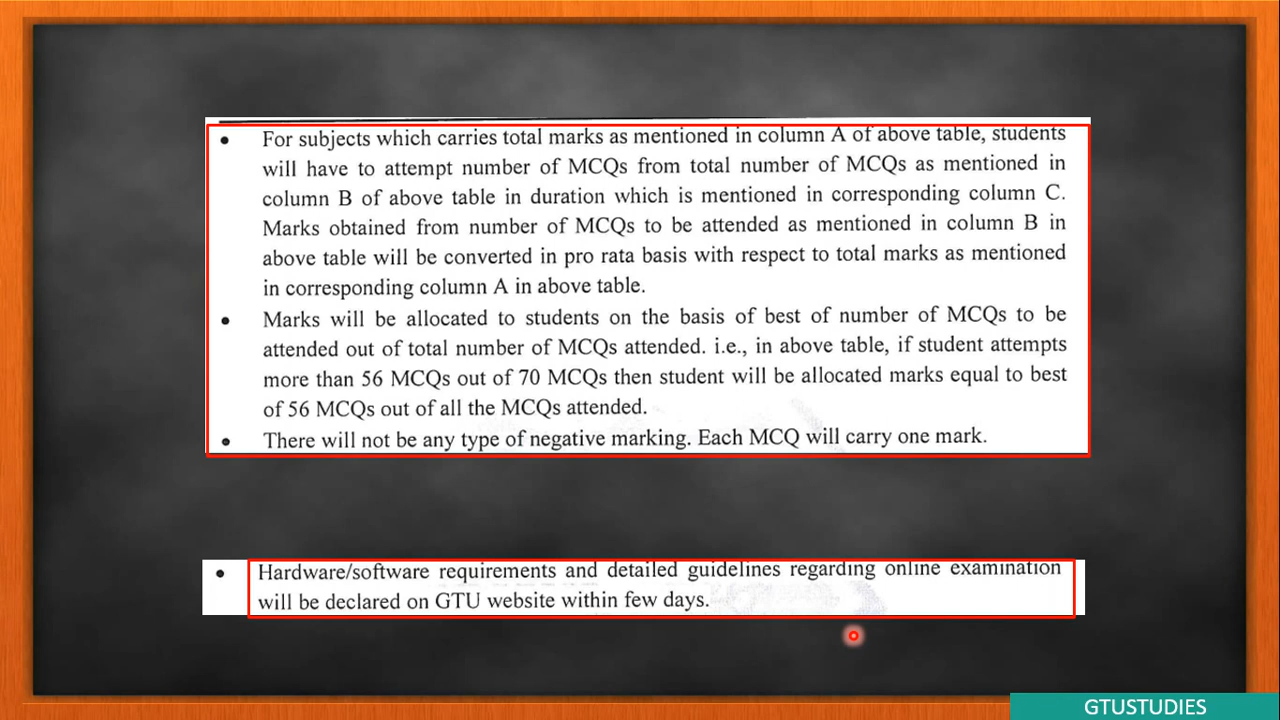 • For subjects which carries total marks as mentioned in column A of above table, students
will have to attempt number of MCQs from total number of MCQs as mentioned in
column B of above table in duration which is mentioned in corresponding column C.
Marks obtained from number of MCQs to be attended as mentioned in column B in
above table will be converted in pro rata basis with respect to total marks as mentioned
in corresponding column A in above table.
• Marks will be allocated to students on the basis of best of number of MCQs to be
attended out of total number of MCQs attended. i.e., in above table, if student attempts
more than 56 MCQs out of 70 MCQs then student will be allocated marks equal to best
of 56 MCQs out of all the MCQs attended.
• There will not be any type of negative marking. Each MCQ will carry one mark.
• Hardware/software requirements and detailed guidelines regarding online examination
will be declared on GTU website within few days.
GTUSTUDIES